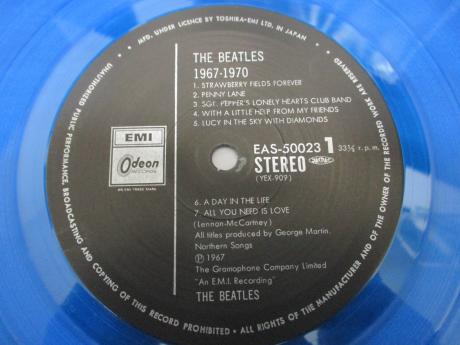 MFD. UNDER LICENCE BY TOSHIBA-EMI LTD. IN JAPAN
UNAUTHORIZED PUBLIC PERFORMANCE, BROADCASTING AND COPYING OF THIS RECORD PROHIBITED • ALL RIGHTS OF THE MANUFACTURER AND OF THE OWNER OF THE RECORDED WORK ARE RESERVED
THE BEATLES
1967-1970
1. STRAWBERRY FIELDS FOREVER
2. PENNY LANE
3. SGT. PEPPER'S LONELY HEARTS CLUB BAND
4. WITH A LITTLE HELP FROM MY FRIENDS
5. LUCY IN THE SKY WITH DIAMONDS
EMI
Odeon
RECORDS
EAS-50023 1 33⅓ r.p.m.
STEREO
(YEX-909)
6. A DAY IN THE LIFE
7. ALL YOU NEED IS LOVE
(Lennon-McCartney)
All titles produced by George Martin.
Northern Songs
Ⓟ 1967
The Gramophone Company Limited
"An E.M.I. Recording"
THE BEATLES